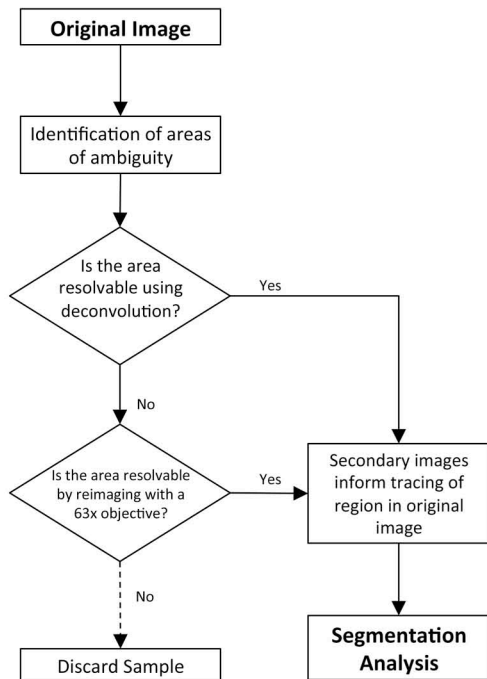 Original Image
Identification of areas
of ambiguity
Is the area
resolvable using
deconvolution?
Yes
No
Is the area resolvable
by reimaging with a
63x objective?
Yes
Secondary images
inform tracing of
region in original
image
No
Discard Sample
Segmentation
Analysis